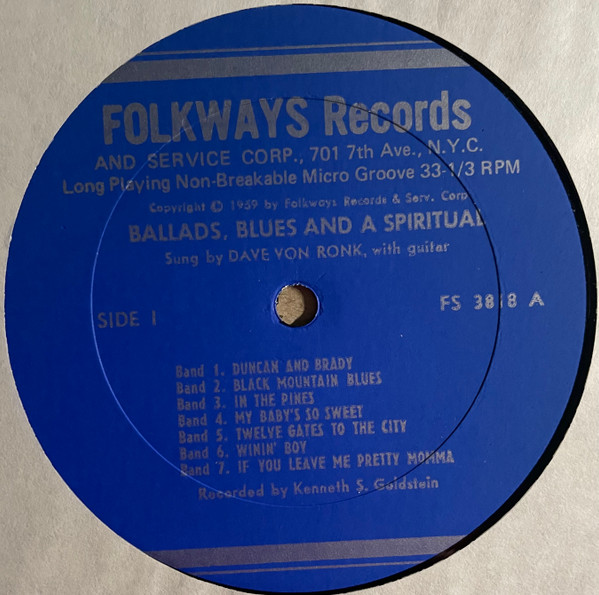 FOLKWAYS Records
AND SERVICE CORP., 701 7th Ave., N.Y.C.
Long Playing Non-Breakable Micro Groove 33-1/3 RPM
Copyright © 1959 by Folkways Records & Serv. Corp
BALLADS, BLUES AND A SPIRITUAL
Sung by DAVE VON RONK, with guitar
SIDE I
FS 3818 A
Band 1. DUNCAN AND BRADY
Band 2. BLACK MOUNTAIN BLUES
Band 3. IN THE PINES
Band 4. MY BABY'S SO SWEET
Band 5. TWELVE GATES TO THE CITY
Band 6. WININ' BOY
Band 7. IF YOU LEAVE ME PRETTY MOMMA
Recorded by Kenneth S. Goldstein